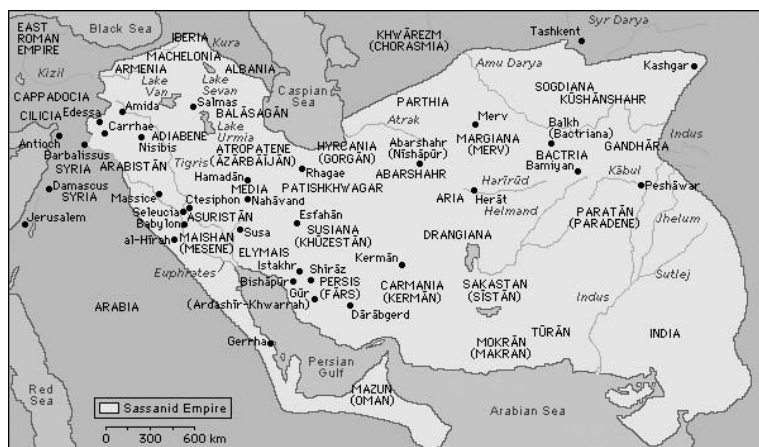 EAST
ROMAN
EMPIRE
Black Sea
IBERIA
Kura
MACHELONIA
ARMENIA
ALBANIA
Lake
Van
Lake
Sevan
Kizil
CAPPADOCIA
CILICIA
Edessa
Amida
Salmas
BALĀSAGĀN
Caspian
Sea
KHWĀREZM
(CHORASMIA)
Tashkent
Syr Darya
Kashgar
Amu Darya
SOGDIANA
KŪSHĀNSHAHR
PARTHIA
Atrak
Merv
MARGIANA
(MERV)
Balkh
(Bactriana)
BACTRIA
Bamiyan
GANDHĀRA
Indus
Kābul
Peshāwar
Carrhae
Nisibis
ADIABENE
Lake
Urmia
ATROPATENE
(ĀZĀRBĀIJĀN)
HYRCANIA
(GORGĀN)
Abarshahr
(Nīshāpūr)
ABARSHAHR
Antioch
Barbalissus
SYRIA
ARABISTĀN
Tigris
Rhagae
Hamadān
MEDIA
PATISHKHWAGAR
Nahāvand
ARIA
Herāt
Harīrūd
Helmand
PARATĀN
(PARADENE)
Jhelum
Damascus
SYRIA
Massice
Ctesiphon
Seleucia
ASURISTĀN
Babylon
Jerusalem
al-Hīrah
MAISHAN
(MESENE)
Susa
Esfahān
SUSIANA
(KHŪZESTĀN)
ELYMAIS
DRANGIANA
Kermān
Euphrates
Istakhr
Shīrāz
Bishāpūr
PERSIS
(FĀRS)
Gūr
(Ardashīr-Khwarrah)
Dārābgerd
CARMANIA
(KERMĀN)
SAKASTAN
(SĪSTĀN)
Sutlej
Indus
ARABIA
TŪRĀN
INDIA
MOKRĀN
(MAKRAN)
Gerrha
Persian
Gulf
MAZUN
(OMAN)
Arabian Sea
Red
Sea
Sassanid Empire
0 300 600 km